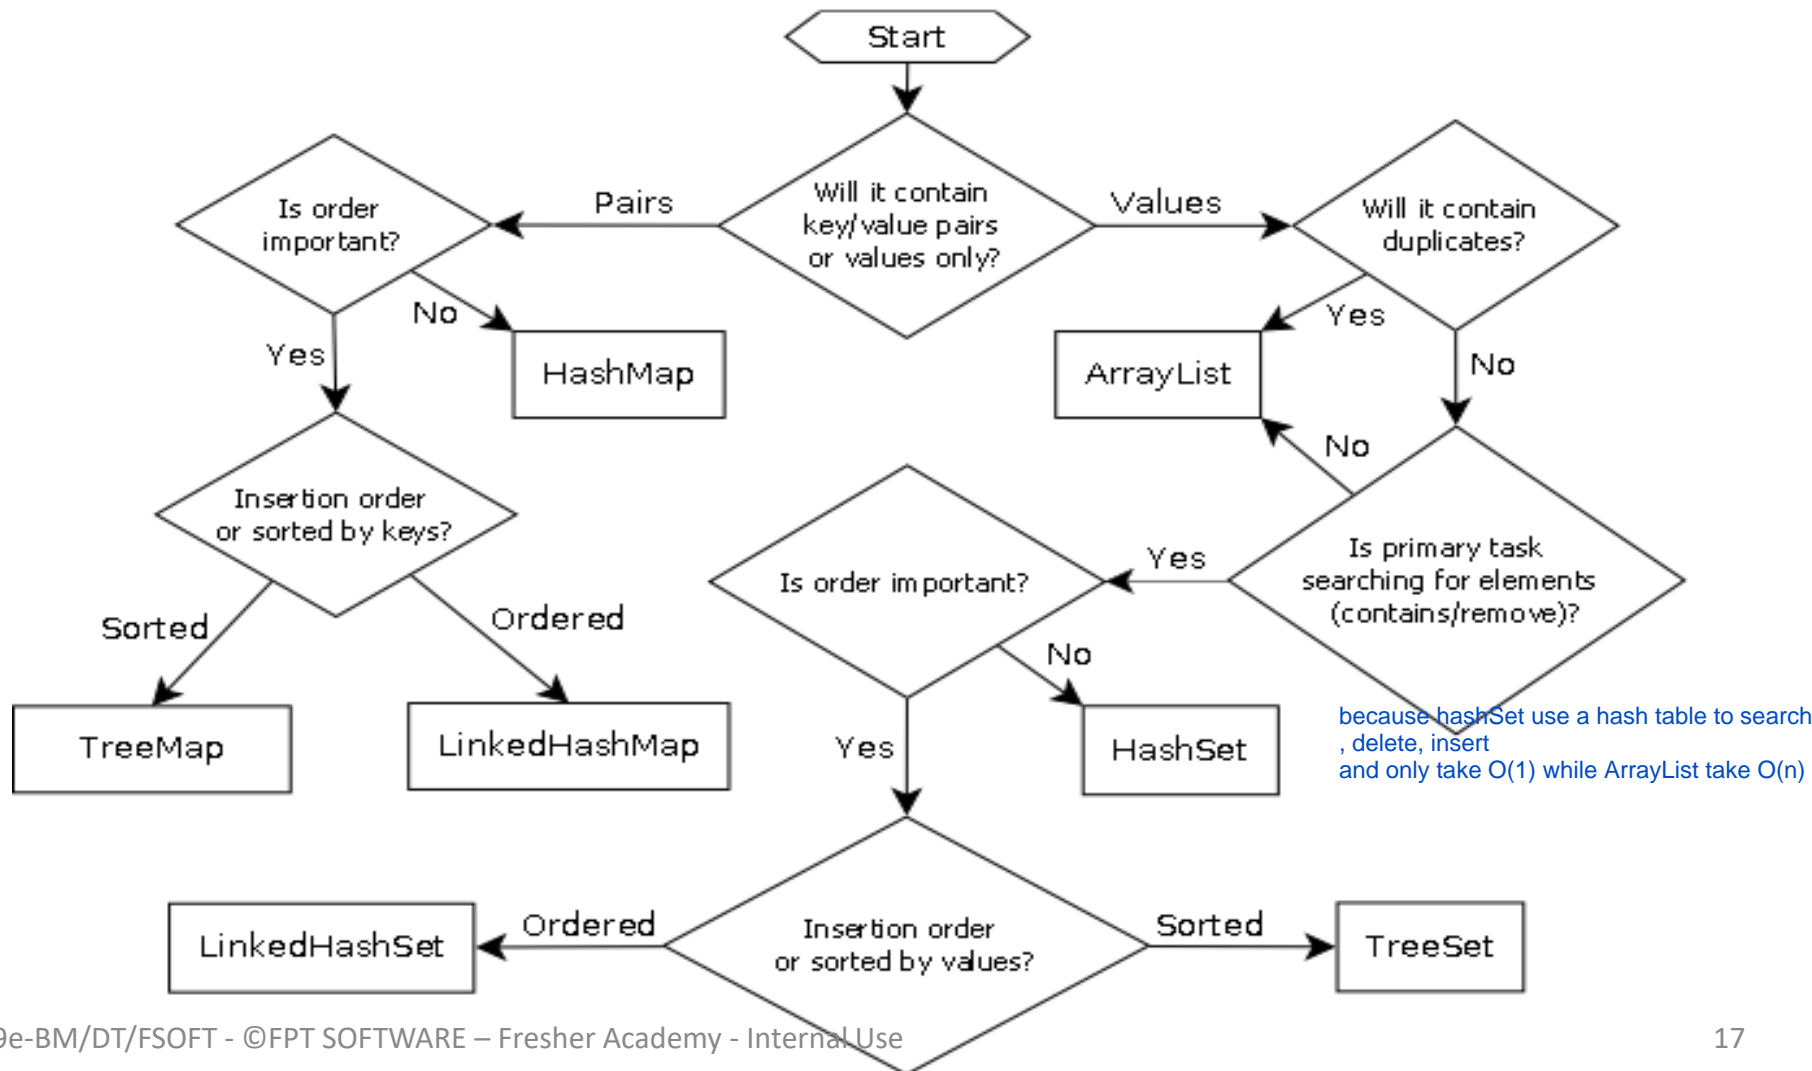 Start
Will it contain
key/value pairs
or values only?
Pairs
Values
Is order
important?
Will it contain
duplicates?
No
Yes
Yes
HashMap
ArrayList
No
No
Insertion order
or sorted by keys?
Is primary task
searching for elements
(contains/remove)?
Yes
Is order important?
Sorted
Ordered
No
TreeMap
LinkedHashMap
Yes
HashSet
because hashSet use a hash table to search
, delete, insert
and only take O(1) while ArrayList take O(n)
Insertion order
or sorted by values?
Ordered
Sorted
LinkedHashSet
TreeSet
9e-BM/DT/FSOFT - ©FPT SOFTWARE – Fresher Academy - Internal Use
17